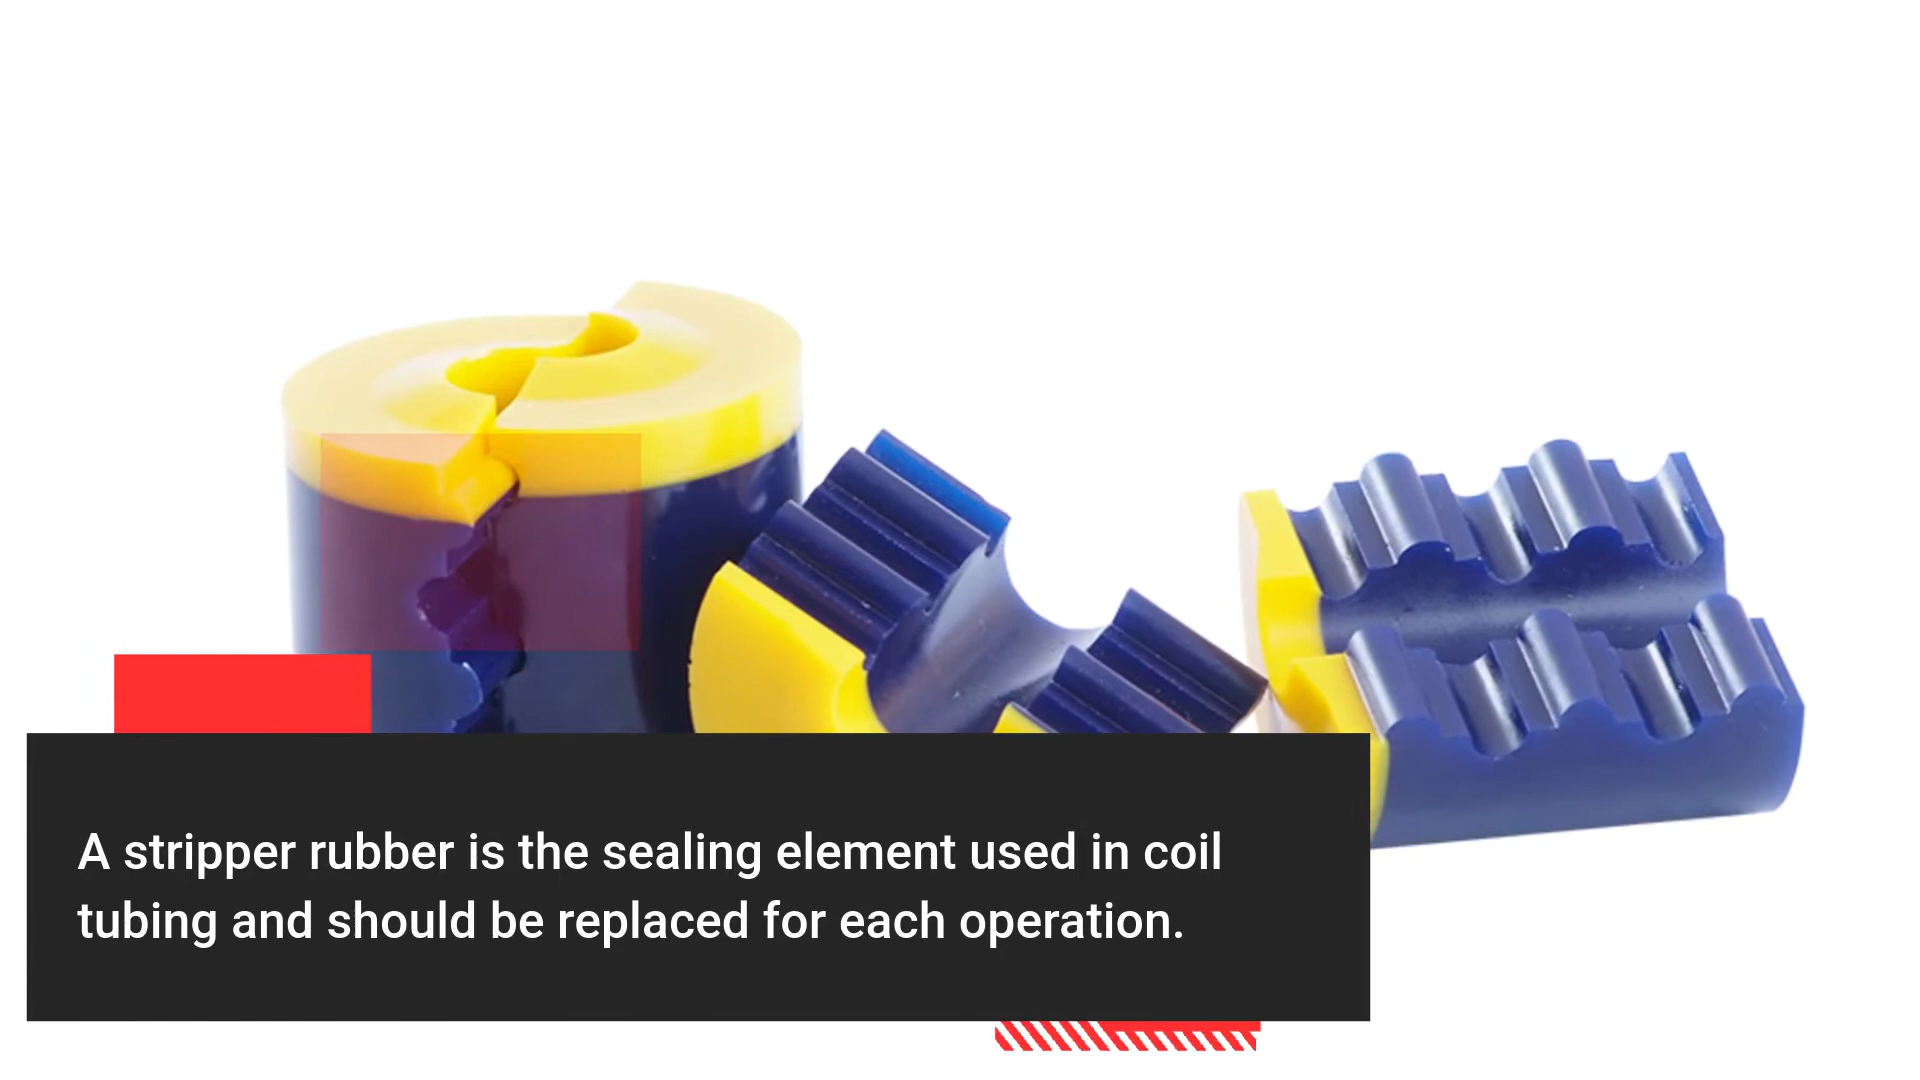 A stripper rubber is the sealing element used in coil
tubing and should be replaced for each operation.